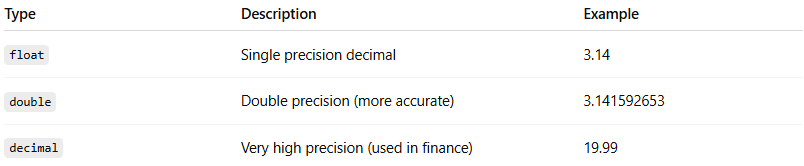 Type Description Example
float Single precision decimal 3.14
double Double precision (more accurate) 3.141592653
decimal Very high precision (used in finance) 19.99